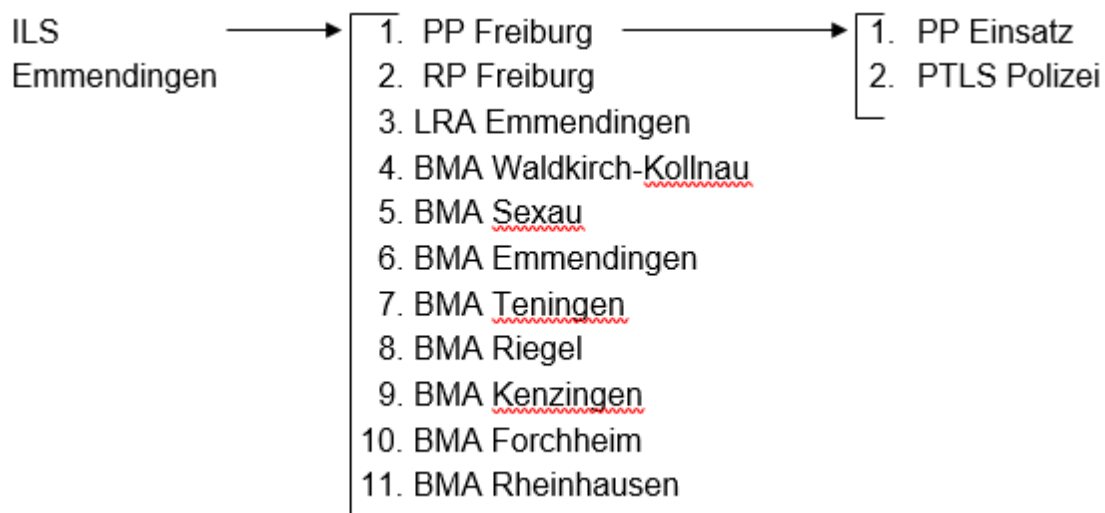 ILS
Emmendingen
1. PP Freiburg
2. RP Freiburg
3. LRA Emmendingen
4. BMA Waldkirch-Kollnau
5. BMA Sexau
6. BMA Emmendingen
7. BMA Teningen
8. BMA Riegel
9. BMA Kenzingen
10. BMA Forchheim
11. BMA Rheinhausen
1. PP Einsatz
2. PTLS Polizei